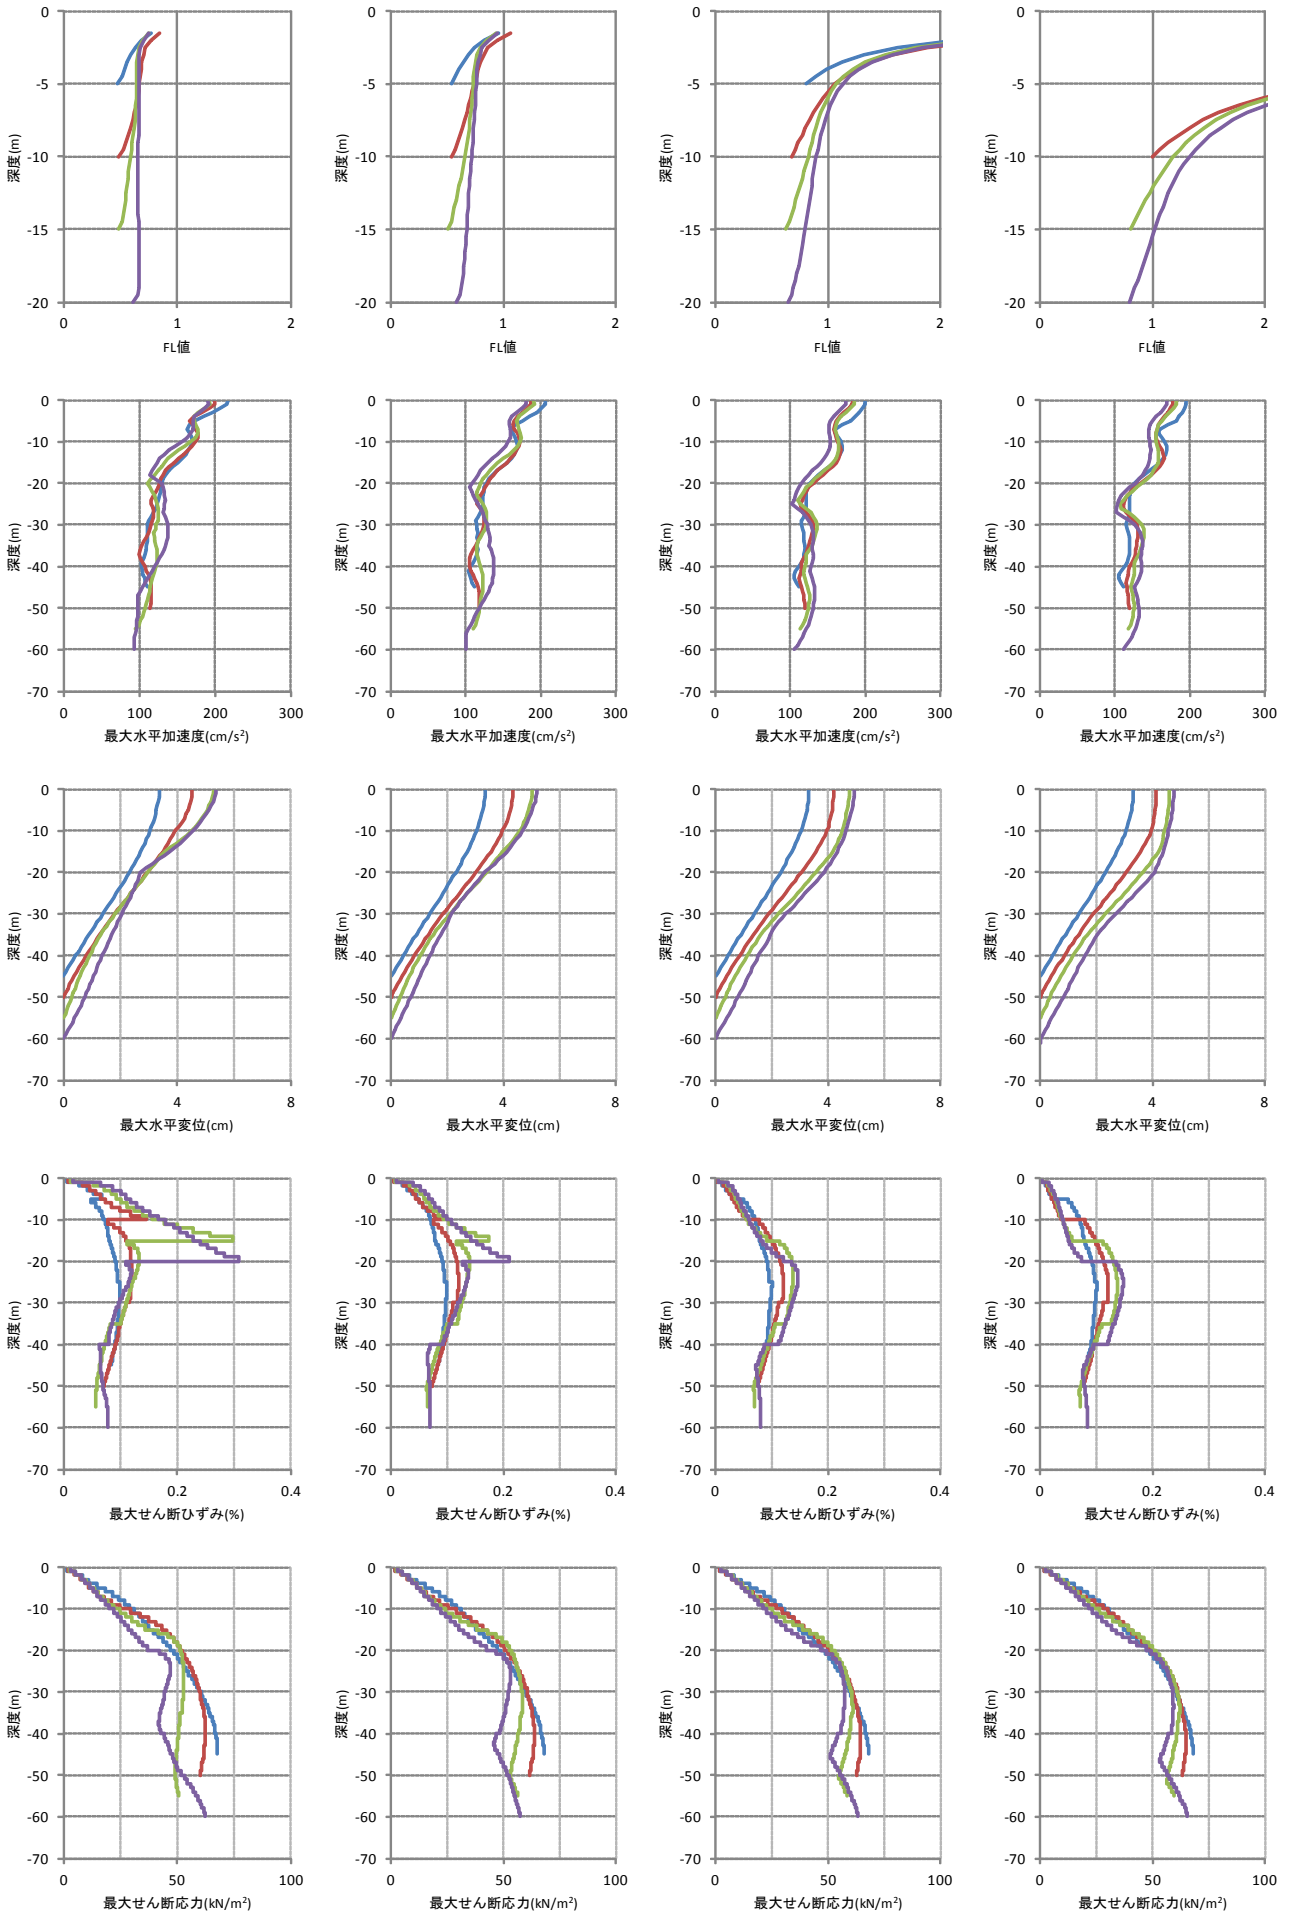 0 0 0 0
-5 -5 -5 -5
深度(m) 深度(m) 深度(m) 深度(m)
-10 -10 -10 -10
-15 -15 -15 -15
-20 -20 -20 -20
0 1 2 0 1 2 0 1 2 0 1 2
FL値 FL値 FL値 FL値
0 0 0 0
-10 -10 -10 -10
-20 -20 -20 -20
-30 -30 -30 -30
深度(m) 深度(m) 深度(m) 深度(m)
-40 -40 -40 -40
-50 -50 -50 -50
-60 -60 -60 -60
-70 -70 -70 -70
0 100 200 300 0 100 200 300 0 100 200 300 0 100 200 300
最大水平加速度(cm/s²) 最大水平加速度(cm/s²) 最大水平加速度(cm/s²) 最大水平加速度(cm/s²)
0 0 0 0
-10 -10 -10 -10
-20 -20 -20 -20
-30 -30 -30 -30
深度(m) 深度(m) 深度(m) 深度(m)
-40 -40 -40 -40
-50 -50 -50 -50
-60 -60 -60 -60
-70 -70 -70 -70
0 4 8 0 4 8 0 4 8 0 4 8
最大水平変位(cm) 最大水平変位(cm) 最大水平変位(cm) 最大水平変位(cm)
0 0 0 0
-10 -10 -10 -10
-20 -20 -20 -20
-30 -30 -30 -30
深度(m) 深度(m) 深度(m) 深度(m)
-40 -40 -40 -40
-50 -50 -50 -50
-60 -60 -60 -60
-70 -70 -70 -70
0 0.2 0.4 0 0.2 0.4 0 0.2 0.4 0 0.2 0.4
最大せん断ひずみ(%) 最大せん断ひずみ(%) 最大せん断ひずみ(%) 最大せん断ひずみ(%)
0 0 0 0
-10 -10 -10 -10
-20 -20 -20 -20
-30 -30 -30 -30
深度(m) 深度(m) 深度(m) 深度(m)
-40 -40 -40 -40
-50 -50 -50 -50
-60 -60 -60 -60
-70 -70 -70 -70
0 50 100 0 50 100 0 50 100 0 50 100
最大せん断応力(kN/m²) 最大せん断応力(kN/m²) 最大せん断応力(kN/m²) 最大せん断応力(kN/m²)